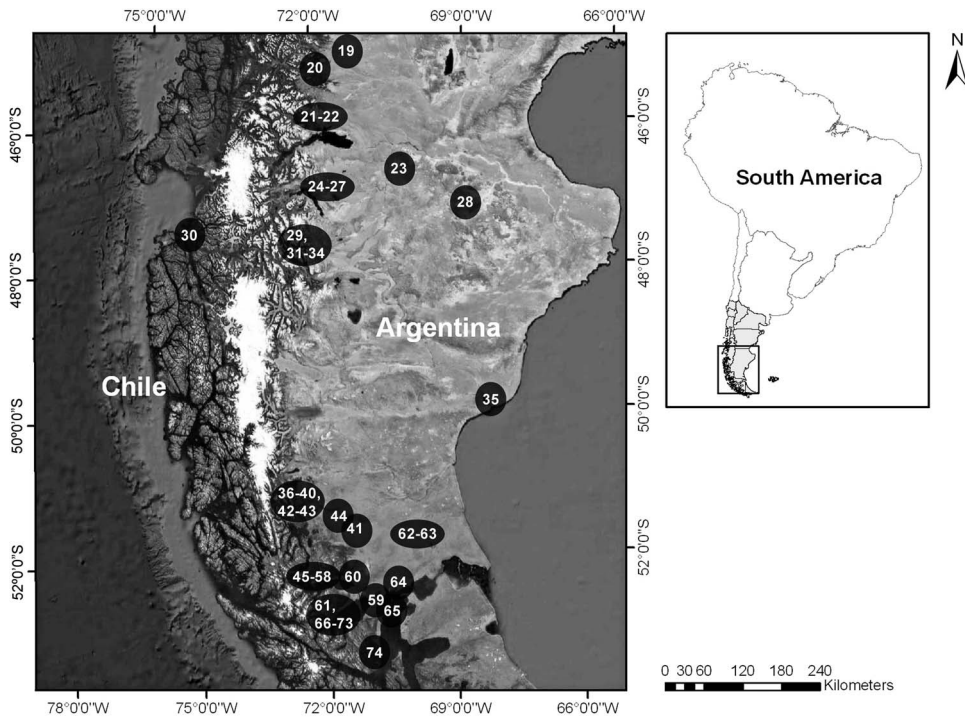 75°0'0"W
72°0'0"W
69°0'0"W
66°0'0"W
N
19
20
21-22
46°0'0"S
46°0'0"S
23
24-27
28
South America
30
29,
31-34
48°0'0"S
48°0'0"S
Argentina
Chile
35
50°0'0"S
50°0'0"S
36-40,
42-43
44
41
62-63
52°0'0"S
52°0'0"S
45-58
60
64
59
61,
66-73
65
74
0 30 60 120 180 240
Kilometers
78°0'0"W
75°0'0"W
72°0'0"W
69°0'0"W
66°0'0"W